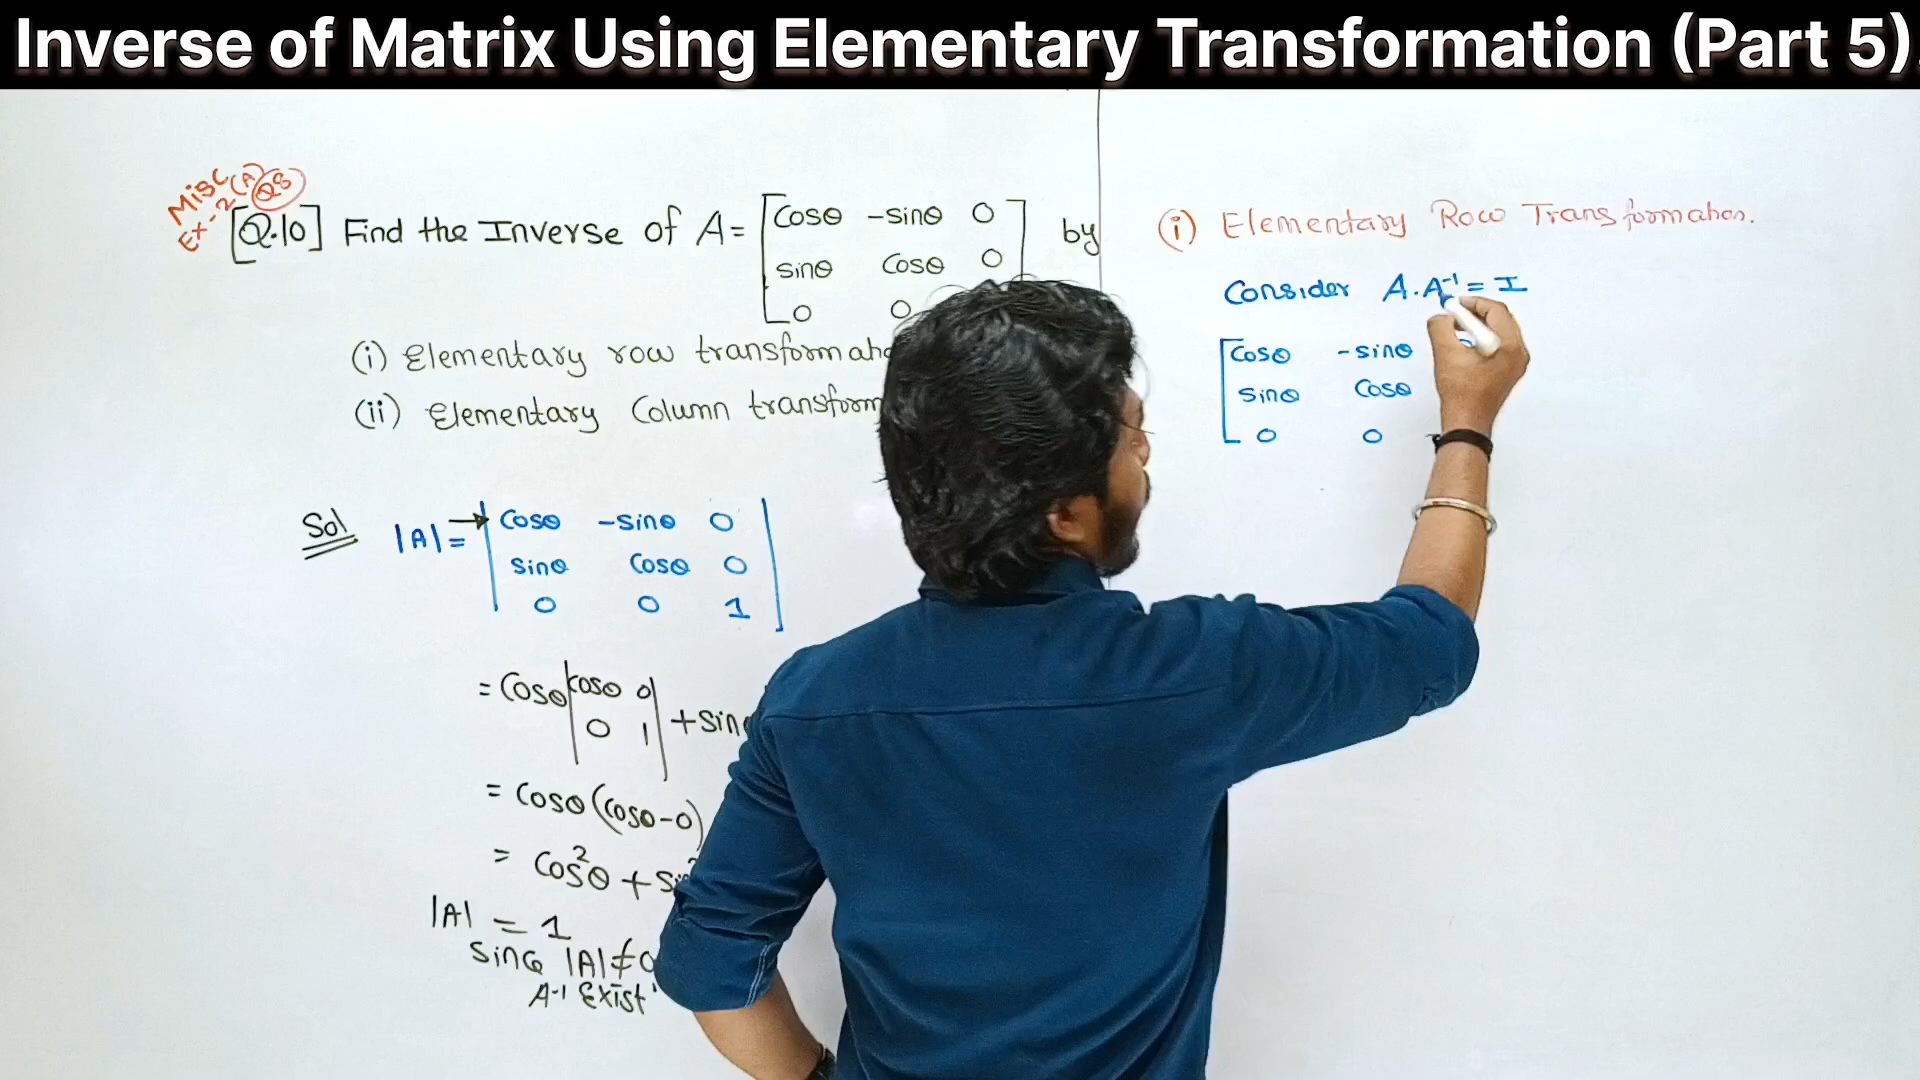 Inverse of Matrix Using Elementary Transformation (Part 5).
Misc
Ex-2(A) Q8
[Q.10] Find the Inverse of A= [cosθ -sinθ 0 by
sinθ cosθ 0
0 0
(i) Elementary row
(ii) Elementary Column
Sol |A|= cosθ -sinθ 0
sinθ cosθ 0
0 0 1
= cosθ |cosθ 0
0 1| +
= cosθ(cosθ-0)
= cos²θ +
|A| = 1
Since |A|≠0
A-1 Exist
(i) Elementary Row Transformation.
Consider A.A⁻¹ = I
[cosθ -sinθ
sinθ cosθ
0 0